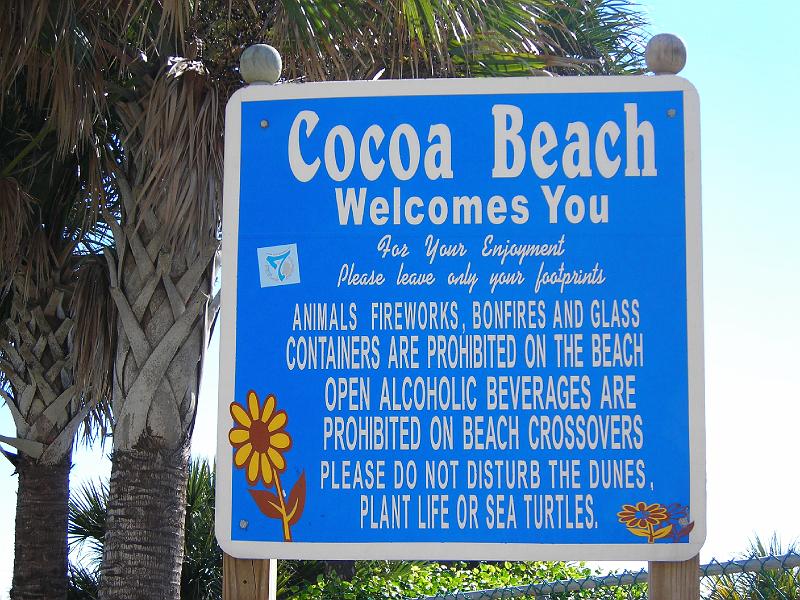 Cocoa Beach
Welcomes You
For Your Enjoyment
Please leave only your footprints
ANIMALS FIREWORKS, BONFIRES AND GLASS
CONTAINERS ARE PROHIBITED ON THE BEACH
OPEN ALCOHOLIC BEVERAGES ARE
PROHIBITED ON BEACH CROSSOVERS
PLEASE DO NOT DISTURB THE DUNES,
PLANT LIFE OR SEA TURTLES.